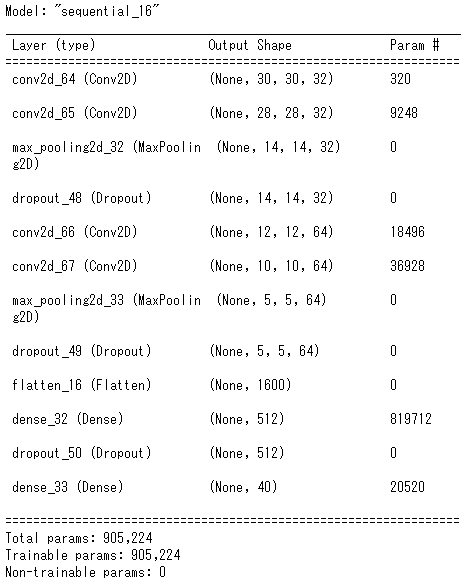 Model: "sequential_16"
Layer (type) Output Shape Param #
=================================================================
conv2d_64 (Conv2D) (None, 30, 30, 32) 320
conv2d_65 (Conv2D) (None, 28, 28, 32) 9248
max_pooling2d_32 (MaxPoolin (None, 14, 14, 32) 0
g2D)
dropout_48 (Dropout) (None, 14, 14, 32) 0
conv2d_66 (Conv2D) (None, 12, 12, 64) 18496
conv2d_67 (Conv2D) (None, 10, 10, 64) 36928
max_pooling2d_33 (MaxPoolin (None, 5, 5, 64) 0
g2D)
dropout_49 (Dropout) (None, 5, 5, 64) 0
flatten_16 (Flatten) (None, 1600) 0
dense_32 (Dense) (None, 512) 819712
dropout_50 (Dropout) (None, 512) 0
dense_33 (Dense) (None, 40) 20520
=================================================================
Total params: 905,224
Trainable params: 905,224
Non-trainable params: 0